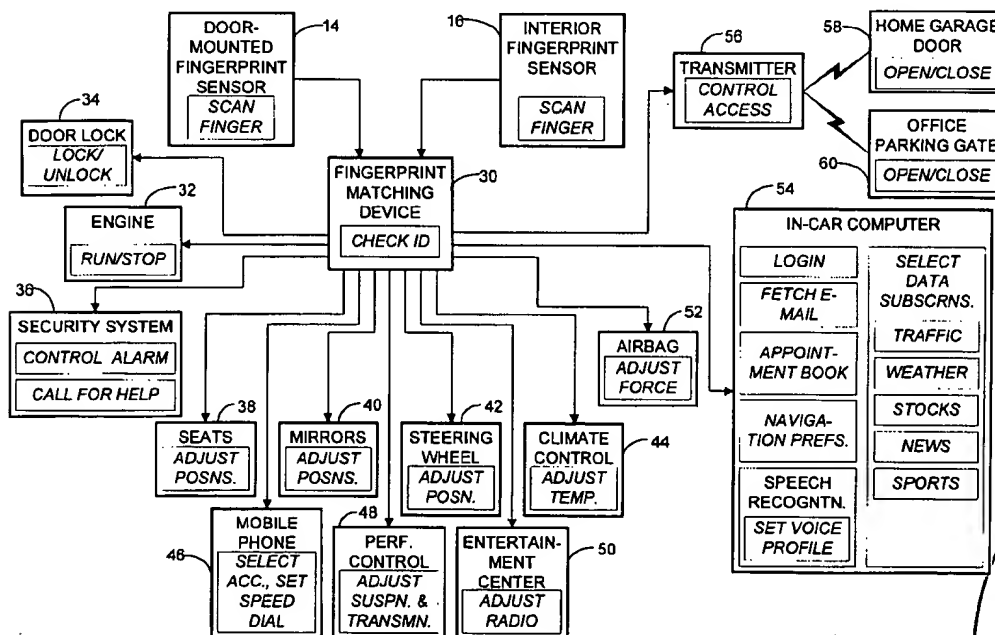 14
DOOR-
MOUNTED
FINGERPRINT
SENSOR
SCAN
FINGER
16
INTERIOR
FINGERPRINT
SENSOR
SCAN
FINGER
56
TRANSMITTER
CONTROL
ACCESS
58
HOME GARAGE
DOOR
OPEN/CLOSE
OFFICE
PARKING GATE
60
OPEN/CLOSE
34
DOOR LOCK
LOCK/
UNLOCK
32
ENGINE
RUN/STOP
FINGERPRINT
MATCHING
DEVICE
30
CHECK ID
36
SECURITY SYSTEM
CONTROL ALARM
CALL FOR HELP
38
SEATS
ADJUST
POSNS.
40
MIRRORS
ADJUST
POSNS.
42
STEERING
WHEEL
ADJUST
POSN.
CLIMATE
CONTROL
44
ADJUST
TEMP.
52
AIRBAG
ADJUST
FORCE
46
MOBILE
PHONE
SELECT
ACC., SET
SPEED
DIAL
48
PERF.
CONTROL
ADJUST
SUSPN. &
TRANSMN.
ENTERTAIN-
MENT
CENTER
50
ADJUST
RADIO
54
IN-CAR COMPUTER
LOGIN
FETCH E-
MAIL
APPOINT-
MENT BOOK
NAVIGA-
TION PREFS.
SPEECH
RECOGNTN.
SET VOICE
PROFILE
SELECT
DATA
SUBSCRNS.
TRAFFIC
WEATHER
STOCKS
NEWS
SPORTS